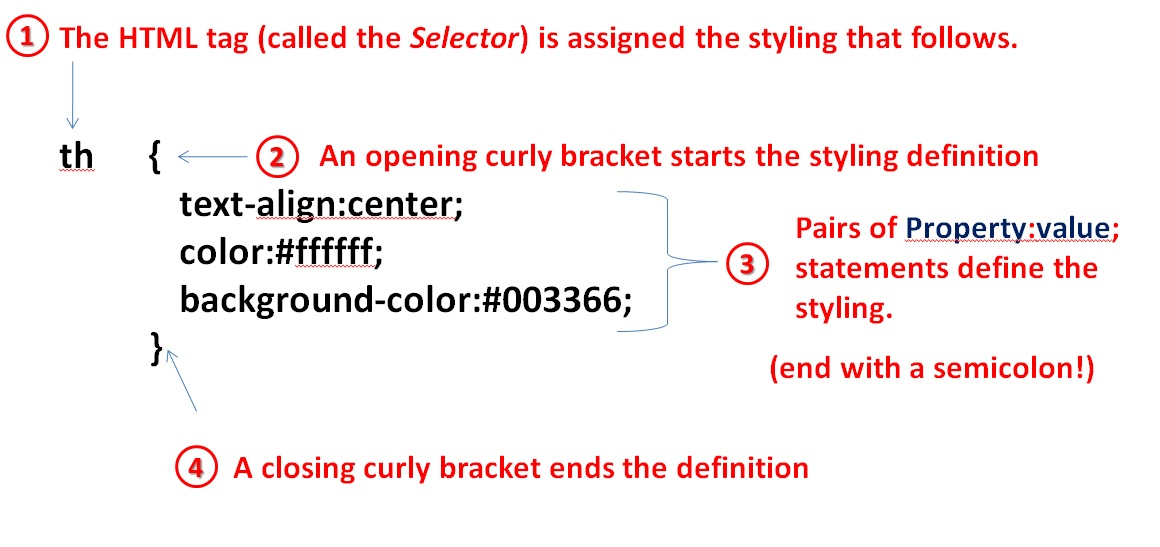 1 The HTML tag (called the Selector) is assigned the styling that follows.
th {
2 An opening curly bracket starts the styling definition
text-align:center;
color:#ffffff;
background-color:#003366;
}
3 Pairs of Property:value;
statements define the
styling.
(end with a semicolon!)
4 A closing curly bracket ends the definition